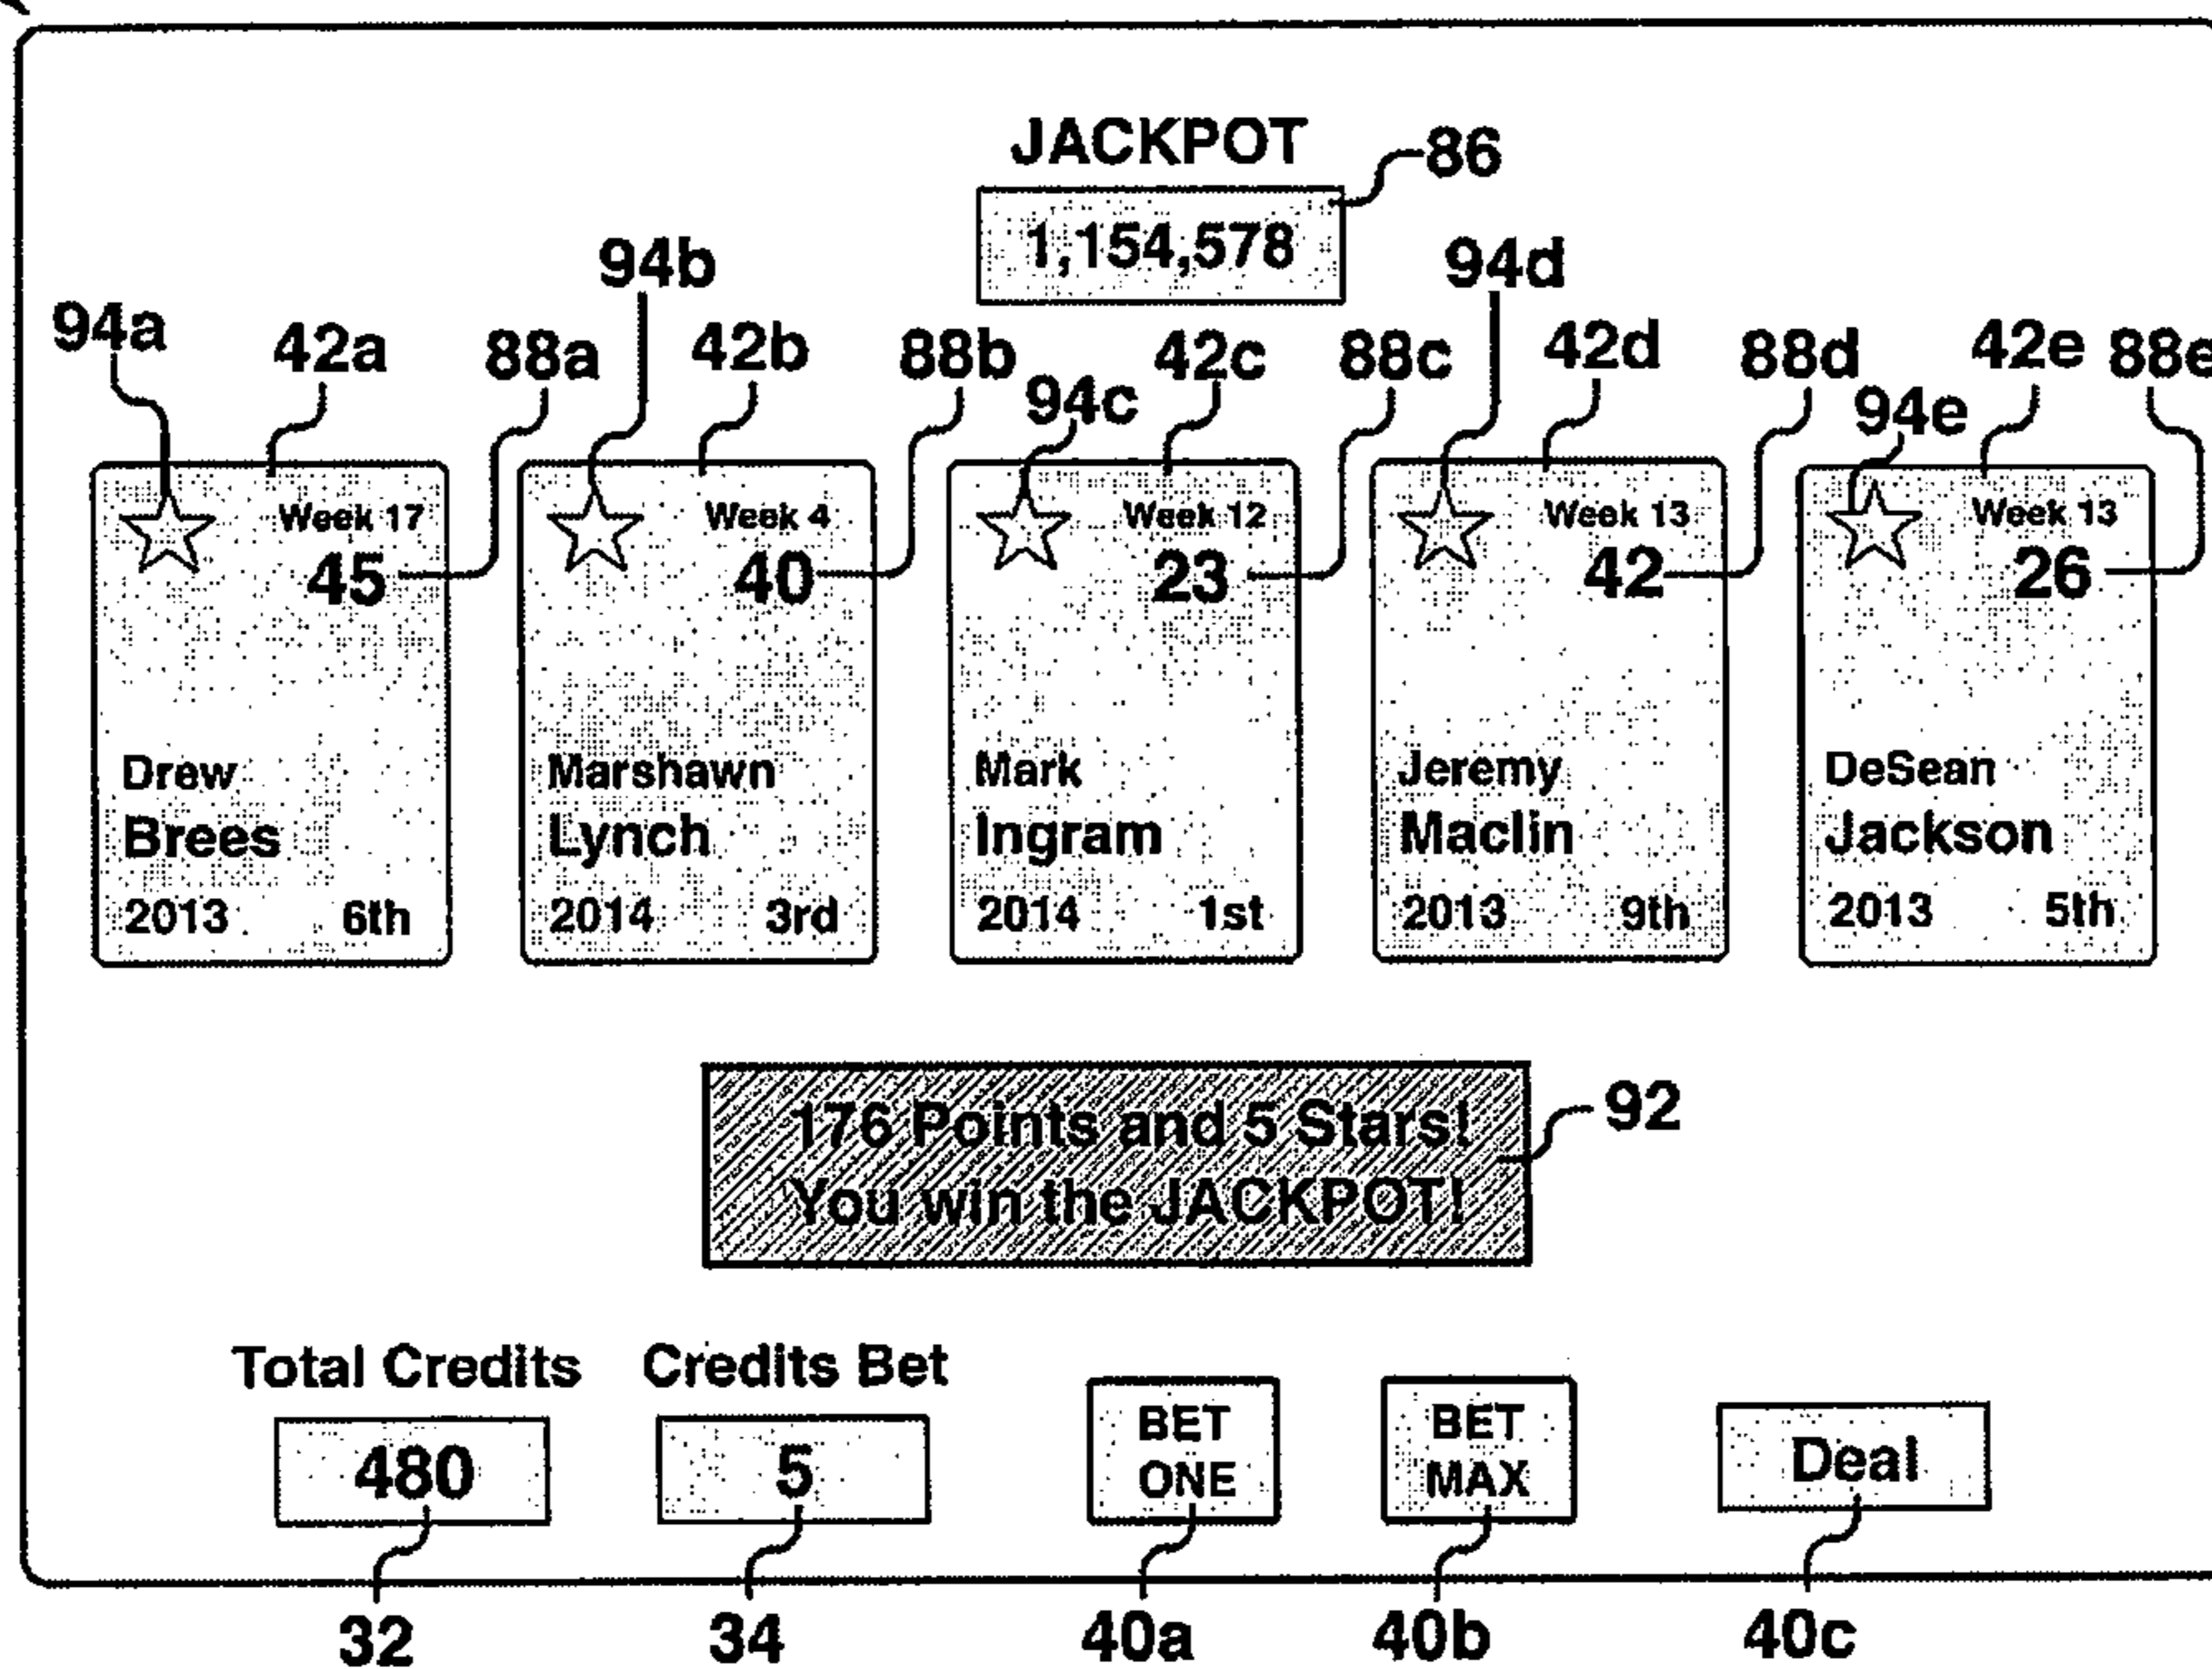 JACKPOT
86
1,154,578
94b
94d
94a
42a
88a
42b
88b
42c
88c
42d
88d
42e
88e
94c
94e
Week 17
45
Drew
Brees
2013
6th
Week 4
40
Marshawn
Lynch
2014
3rd
Week 12
23
Mark
Ingram
2014
1st
Week 13
42
Jeremy
Maclin
2013
9th
Week 13
26
DeSean
Jackson
2013
5th
176 Points and 5 Stars!
You win the JACKPOT!
92
Total Credits
480
Credits Bet
5
BET
ONE
BET
MAX
Deal
32
34
40a
40b
40c